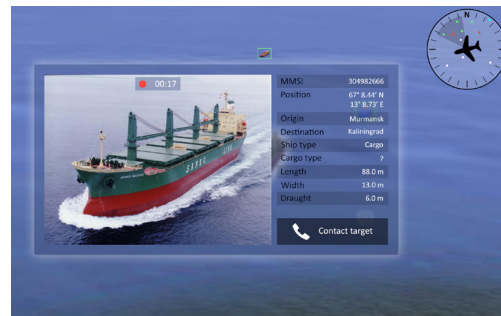 N
00:17
MMSI 304982666
Position 67° 8.44' N
13° 8.73' E
Origin Murmansk
Destination Kaliningrad
Ship type Cargo
Cargo type ?
Length 88.0 m
Width 13.0 m
Draught 6.0 m
Contact target